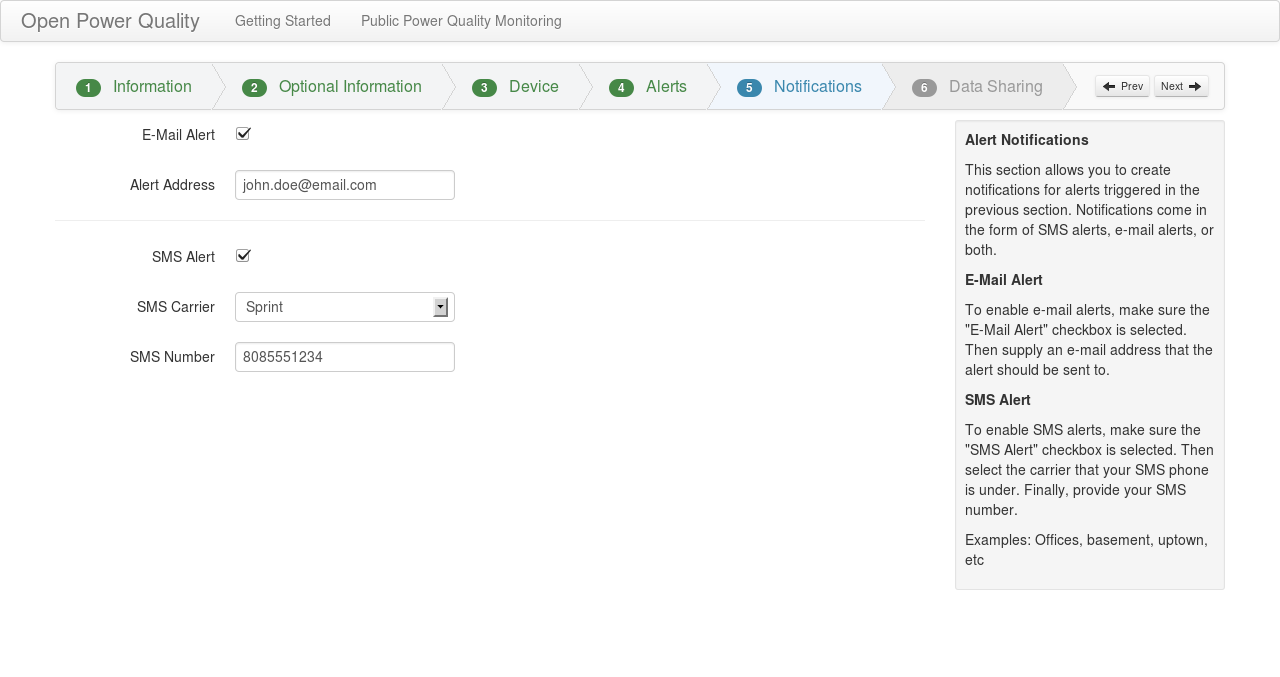 Open Power Quality Getting Started Public Power Quality Monitoring
1 Information 2 Optional Information 3 Device 4 Alerts 5 Notifications 6 Data Sharing Prev Next
E-Mail Alert
Alert Address john.doe@email.com
SMS Alert
SMS Carrier Sprint
SMS Number 8085551234
Alert Notifications
This section allows you to create
notifications for alerts triggered in the
previous section. Notifications come in
the form of SMS alerts, e-mail alerts, or
both.
E-Mail Alert
To enable e-mail alerts, make sure the
"E-Mail Alert" checkbox is selected.
Then supply an e-mail address that the
alert should be sent to.
SMS Alert
To enable SMS alerts, make sure the
"SMS Alert" checkbox is selected. Then
select the carrier that your SMS phone
is under. Finally, provide your SMS
number.
Examples: Offices, basement, uptown,
etc